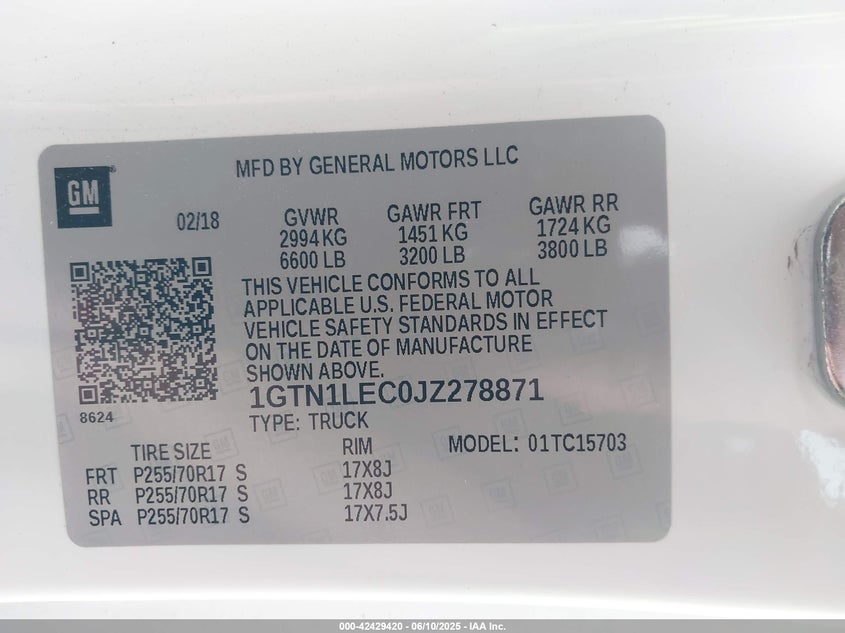 MFD BY GENERAL MOTORS LLC
GM
02/18
GVWR GAWR FRT GAWR RR
2994 KG 1451 KG 1724 KG
6600 LB 3200 LB 3800 LB
THIS VEHICLE CONFORMS TO ALL
APPLICABLE U.S. FEDERAL MOTOR
VEHICLE SAFETY STANDARDS IN EFFECT
ON THE DATE OF MANUFACTURE
SHOWN ABOVE.
1GTN1LEC0JZ278871
8624
TYPE: TRUCK
TIRE SIZE RIM MODEL: 01TC15703
FRT P255/70R17 S 17X8J
RR P255/70R17 S 17X8J
SPA P255/70R17 S 17X7.5J
000-42429420 - 06/10/2025 - IAA Inc.